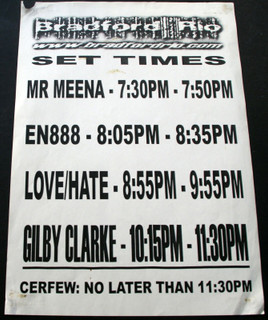 Bradford Rio
www.bradfordrio.com
SET TIMES
MR MEENA - 7:30PM - 7:50PM
EN888 - 8:05PM - 8:35PM
LOVE/HATE - 8:55PM - 9:55PM
GILBY CLARKE - 10:15PM - 11:30PM
CERFEW: NO LATER THAN 11:30PM